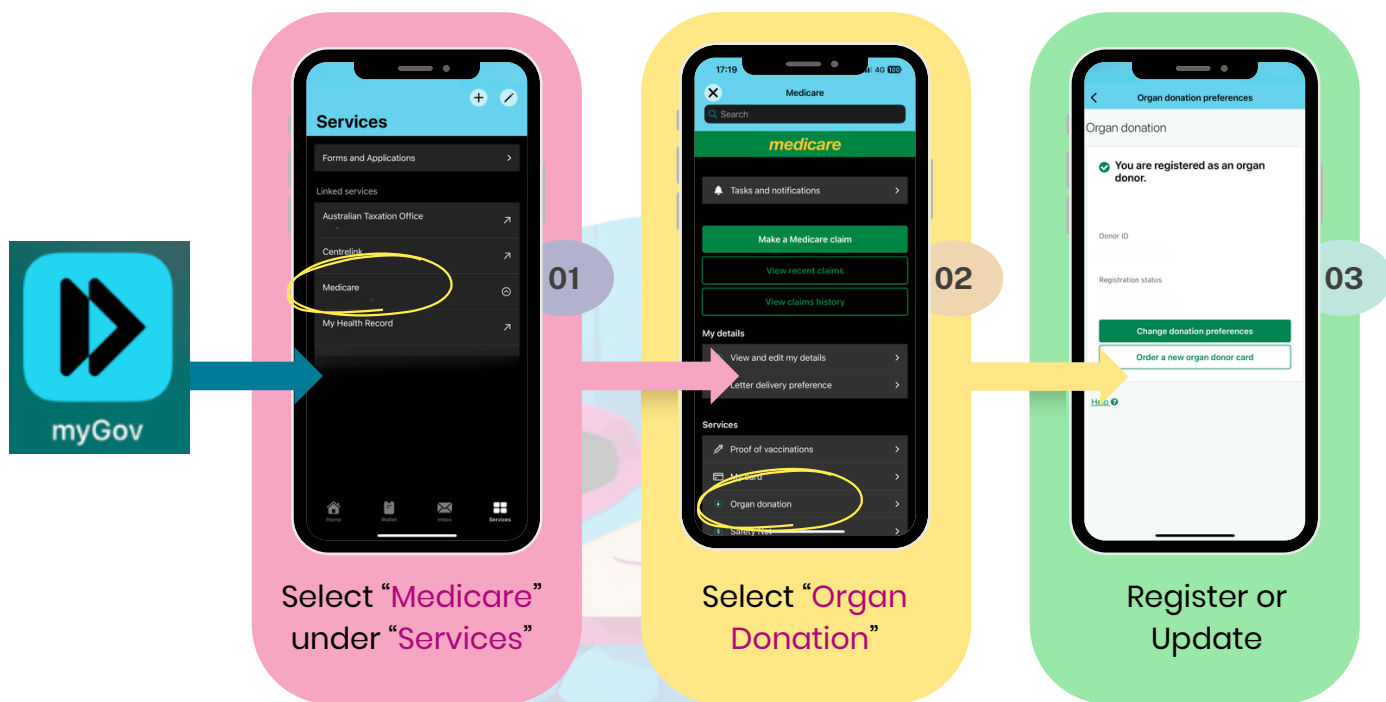 myGov
Services
Forms and Applications
Linked services
Australian Taxation Office
Centrelink
Medicare
My Health Record
Home
Wallet
Inbox
Services
01
Select “Medicare”
under “Services”
17:19
4G
Medicare
Search
medicare
Tasks and notifications
Make a Medicare claim
View recent claims
View claims history
My details
View and edit my details
Letter delivery preference
Services
Proof of vaccinations
My card
Organ donation
Safety Net
02
Select “Organ
Donation”
Organ donation preferences
Organ donation
You are registered as an organ
donor.
Donor ID
Registration status
Change donation preferences
Order a new organ donor card
Help
03
Register or
Update